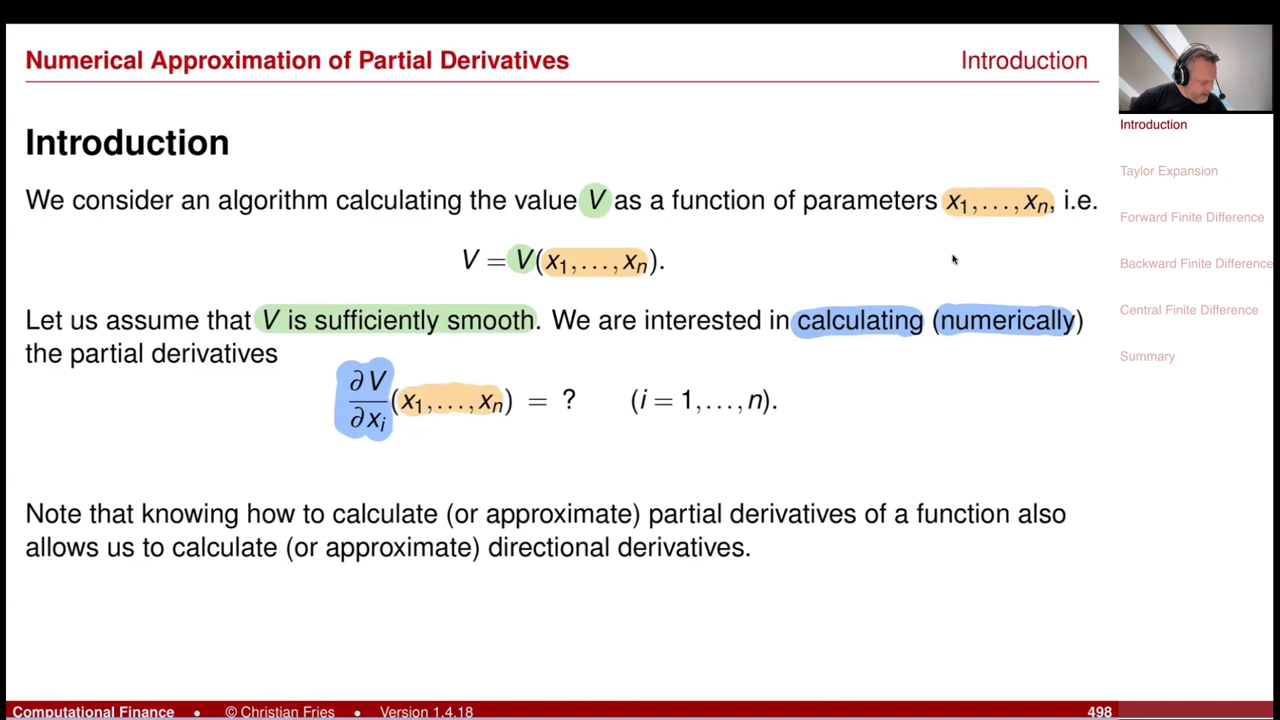 Numerical Approximation of Partial Derivatives
Introduction
Introduction
We consider an algorithm calculating the value V as a function of parameters x₁,…,xₙ, i.e.
V = V(x₁,…,xₙ).
Let us assume that V is sufficiently smooth. We are interested in calculating (numerically)
the partial derivatives
∂V/∂xᵢ (x₁,…,xₙ) = ? (i = 1,…,n).
Note that knowing how to calculate (or approximate) partial derivatives of a function also
allows us to calculate (or approximate) directional derivatives.
Introduction
Taylor Expansion
Forward Finite Difference
Backward Finite Difference
Central Finite Difference
Summary
Computational Finance • © Christian Fries • Version 1.4.18
498